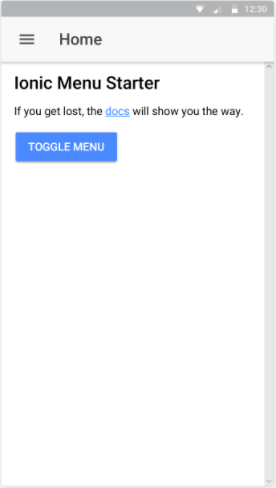 12:30
Home
Ionic Menu Starter
If you get lost, the docs will show you the way.
TOGGLE MENU